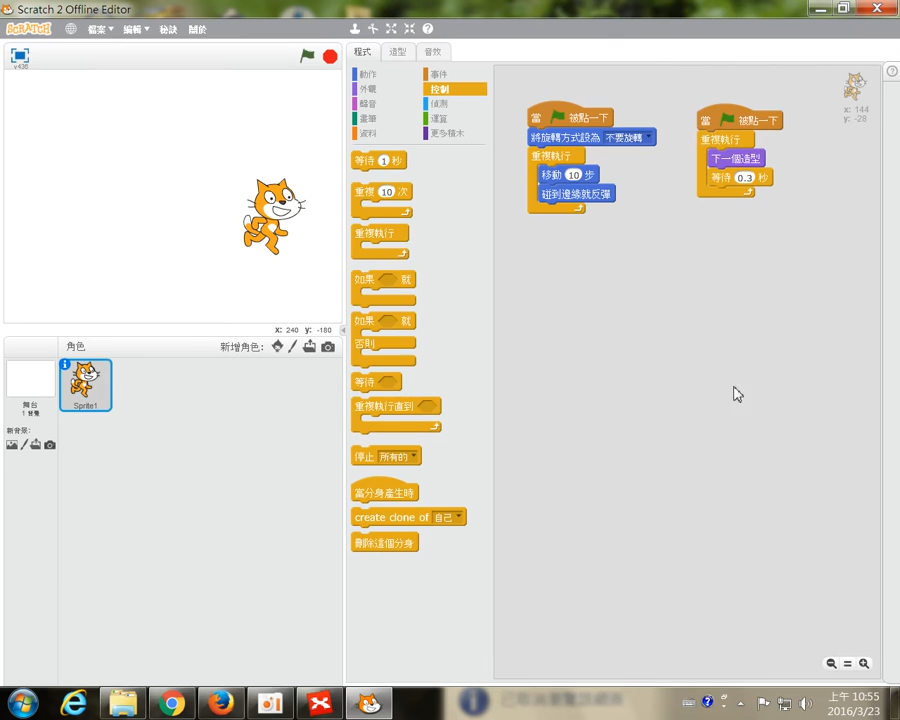 Scratch 2 Offline Editor
SCRATCH 檔案 編輯 秘訣 關於
v436
程式 造型 音效
動作 事件
外觀 控制
聲音 偵測
畫筆 運算
資料 更多積木
等待 1 秒
重複 10 次
重複執行
如果 就
如果 就
否則
等待
重複執行直到
停止 所有的
當分身產生時
create clone of 自己
刪除這個分身
當 被點一下
將旋轉方式設為 不要旋轉
重複執行
移動 10 步
碰到邊緣就反彈
當 被點一下
重複執行
下一個造型
等待 0.3 秒
x: 144
y: -28
x: 240 y: -180
角色 新增角色:
舞台
1 背景
新背景:
Sprite1
上午 10:55
2016/3/23